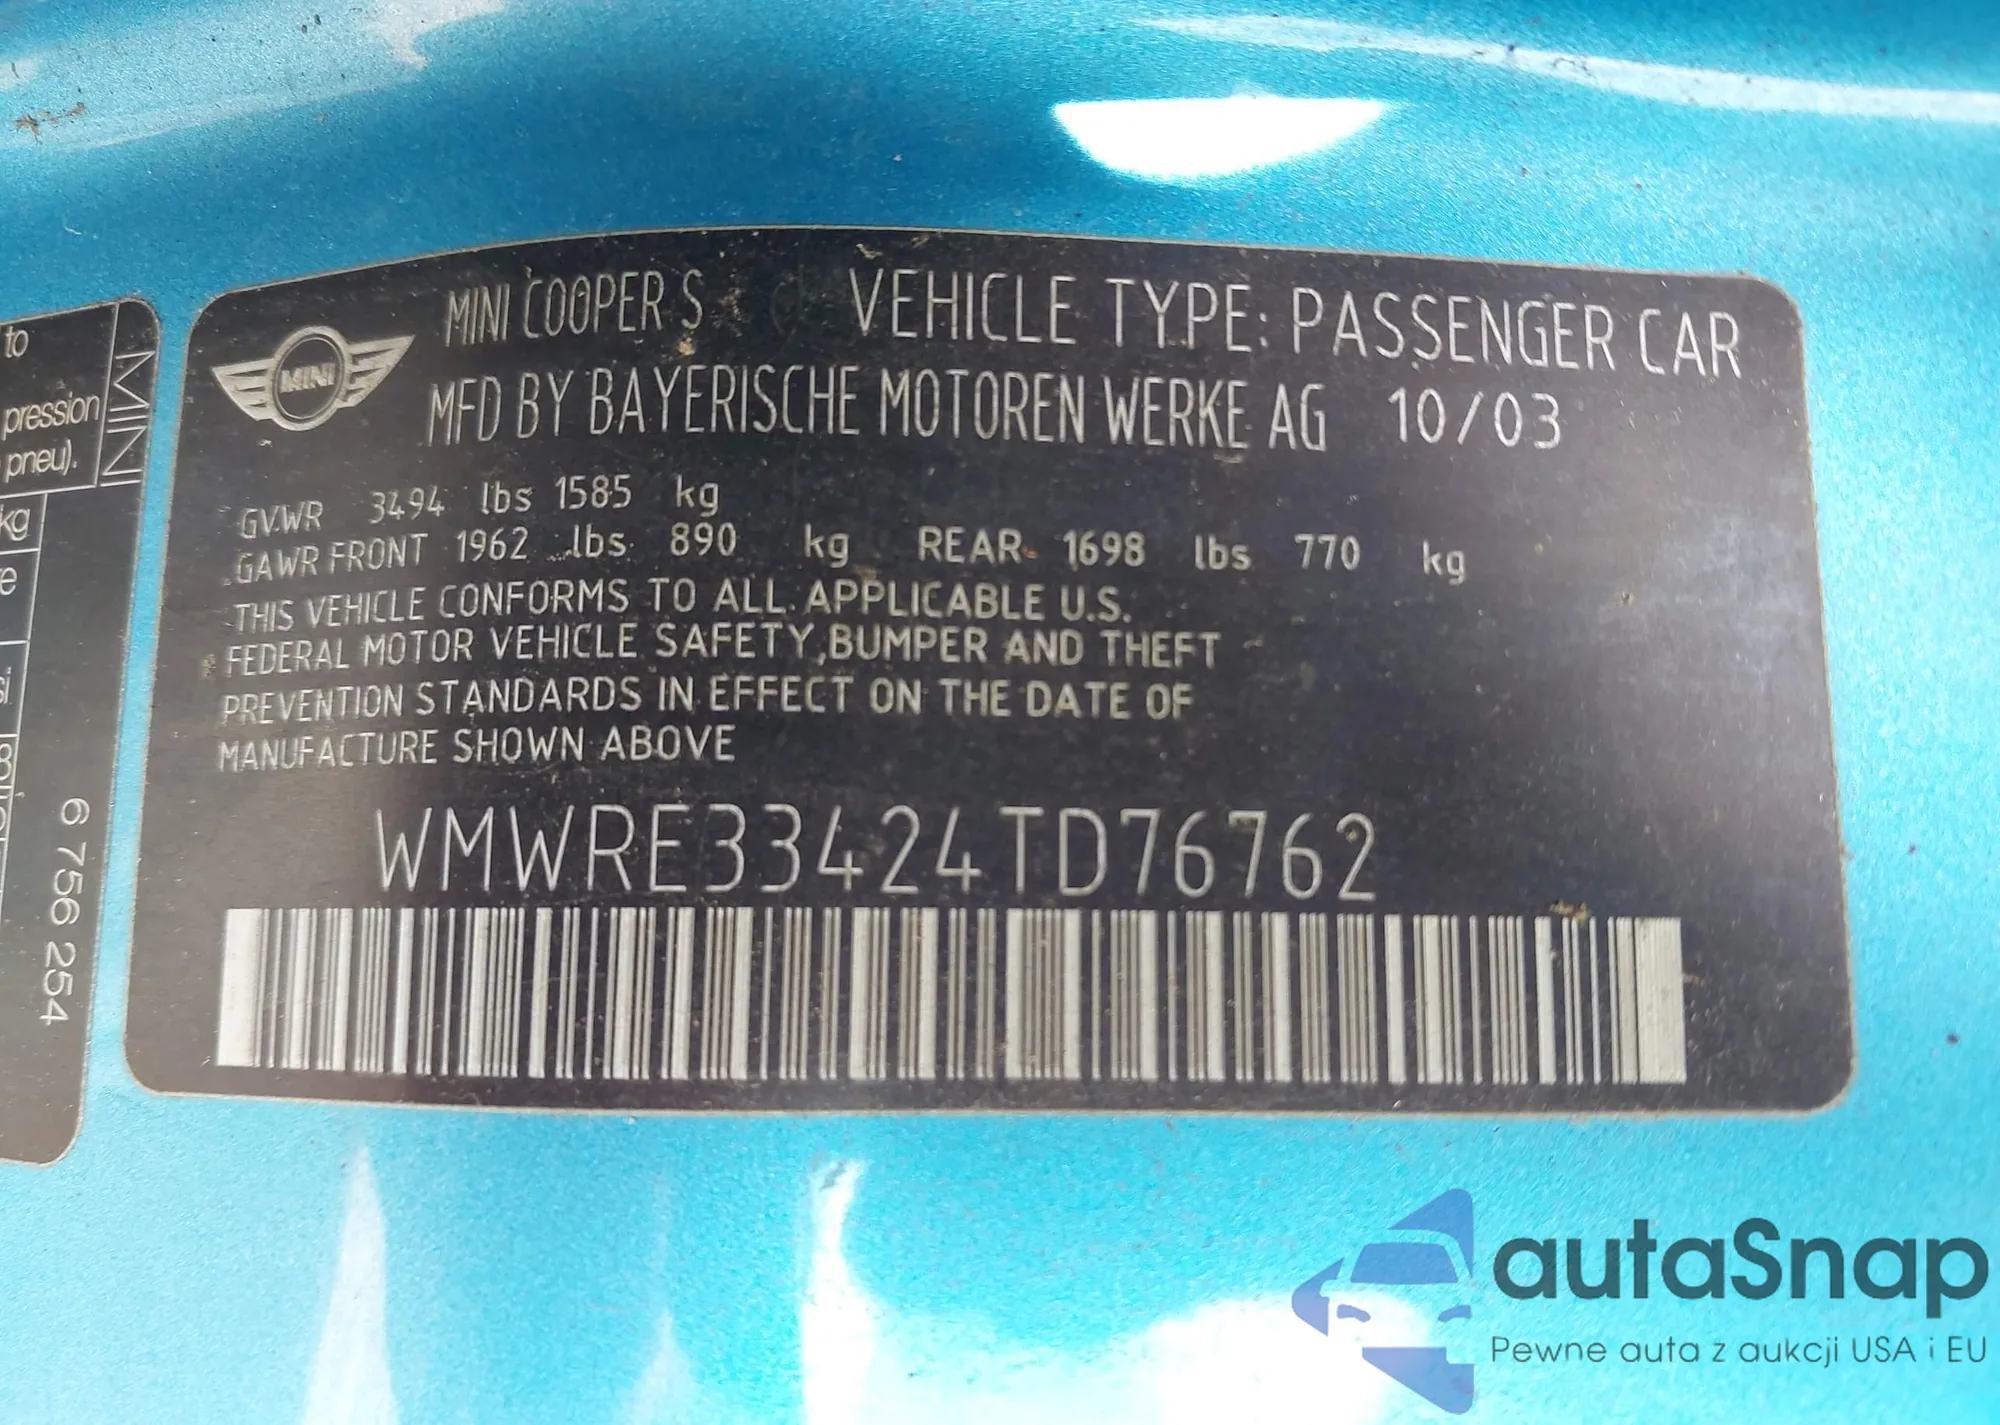 to
pression
pneu).
kg
MINI
6 756 254
MINI
MINI COOPER S VEHICLE TYPE: PASSENGER CAR
MFD BY BAYERISCHE MOTOREN WERKE AG 10/03
GVWR 3494 lbs 1585 kg
GAWR FRONT 1962 lbs 890 kg REAR 1698 lbs 770 kg
THIS VEHICLE CONFORMS TO ALL APPLICABLE U.S.
FEDERAL MOTOR VEHICLE SAFETY,BUMPER AND THEFT
PREVENTION STANDARDS IN EFFECT ON THE DATE OF
MANUFACTURE SHOWN ABOVE
WMWRE33424TD76762
autaSnap
Pewne auta z aukcji USA i EU